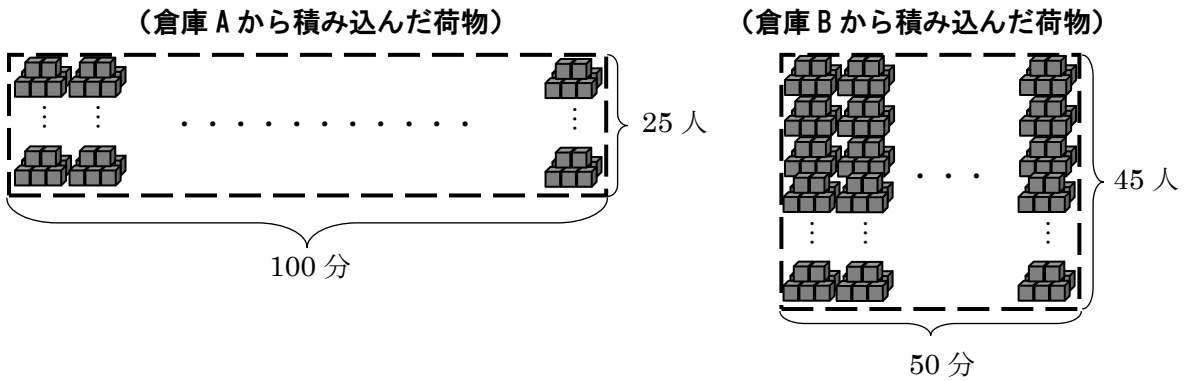 （倉庫 A から積み込んだ荷物）
（倉庫 B から積み込んだ荷物）
25 人
45 人
100 分
50 分